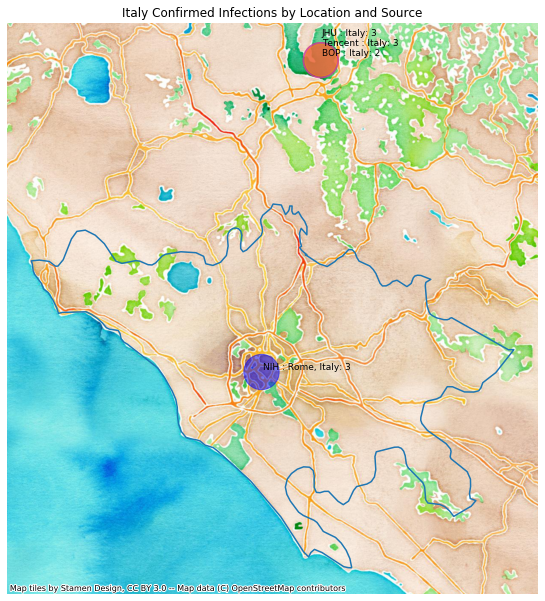 Italy Confirmed Infections by Location and Source
JHU : Italy: 3
Tencent : Italy: 3
BOP : Italy: 2
NIH : Rome, Italy: 3
Map tiles by Stamen Design, CC BY 3.0 -- Map data (C) OpenStreetMap contributors